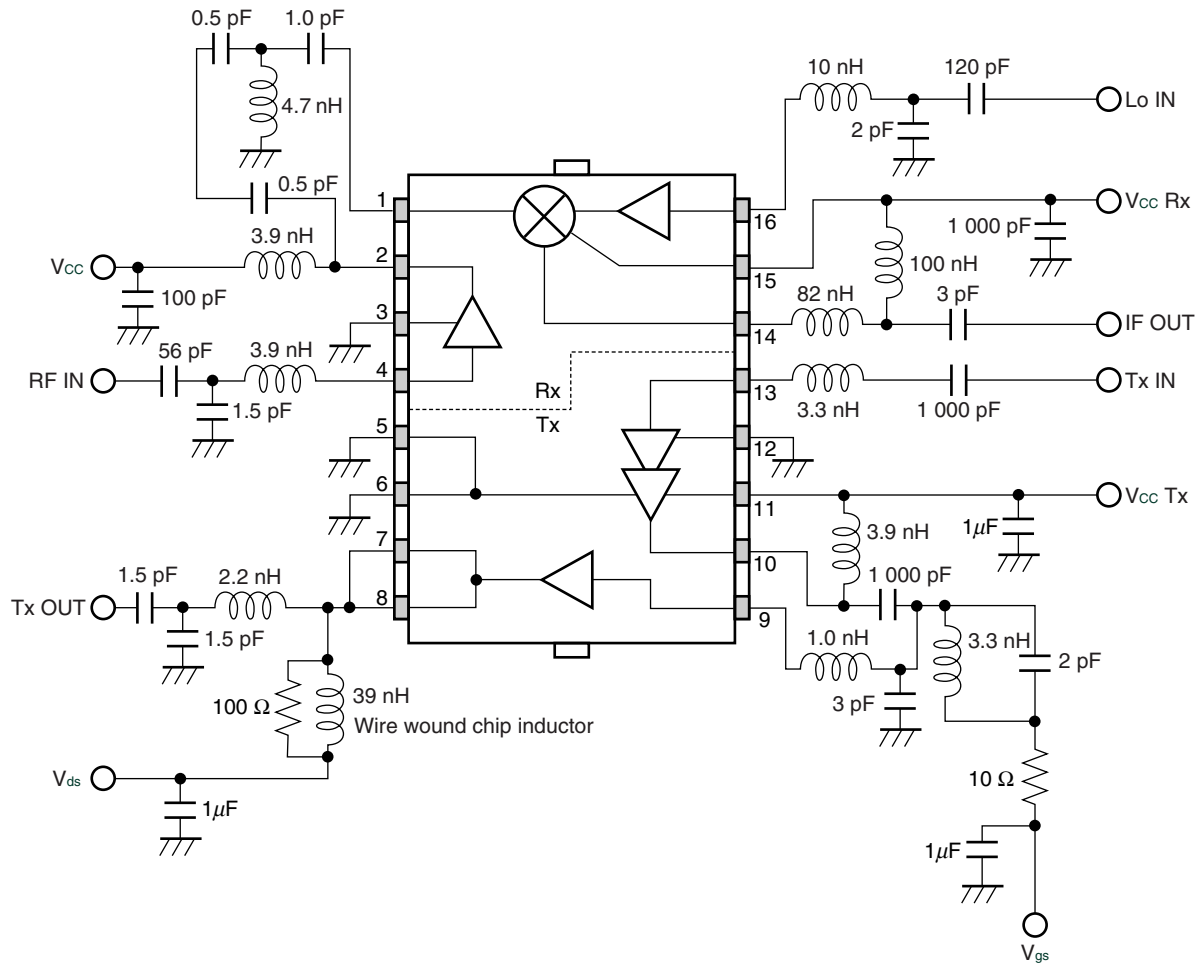 0.5 pF 1.0 pF
4.7 nH
0.5 pF
3.9 nH
Vcc
100 pF
56 pF
3.9 nH
RF IN
1.5 pF
1.5 pF
2.2 nH
Tx OUT
1.5 pF
100 Ω
39 nH
Wire wound chip inductor
Vds
1μF
1
2
3
4
5
6
7
8
Rx
Tx
16
15
14
13
12
11
10
9
10 nH
120 pF
Lo IN
2 pF
Vcc Rx
1 000 pF
100 nH
82 nH
3 pF
IF OUT
Tx IN
3.3 nH
1 000 pF
Vcc Tx
1μF
3.9 nH
1 000 pF
1.0 nH
3.3 nH
2 pF
3 pF
10 Ω
1μF
Vgs